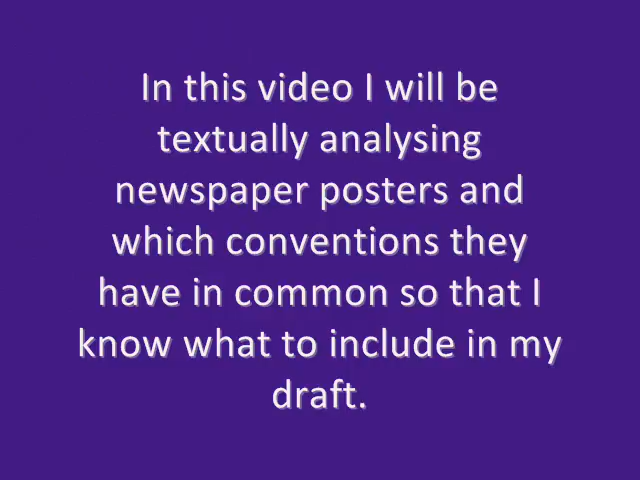 In this video I will be
textually analysing
newspaper posters and
which conventions they
have in common so that I
know what to include in my
draft.